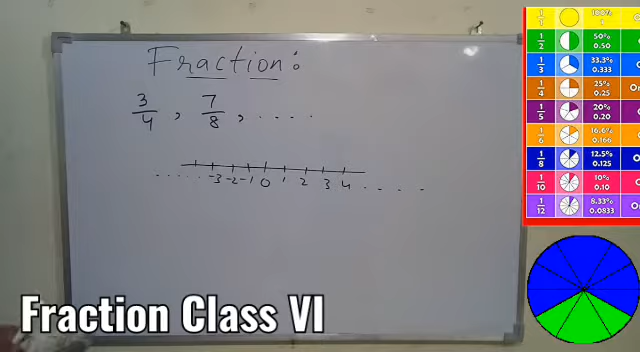 Fraction:
3/4, 7/8, ....
..... -3 -2 -1 0 1 2 3 4 ....
Fraction Class VI
1/1 100% 1
1/2 50% 0.50
1/3 33.3% 0.333
1/4 25% 0.25
1/5 20% 0.20
1/6 16.6% 0.166
1/8 12.5% 0.125
1/10 10% 0.10
1/12 8.33% 0.0833